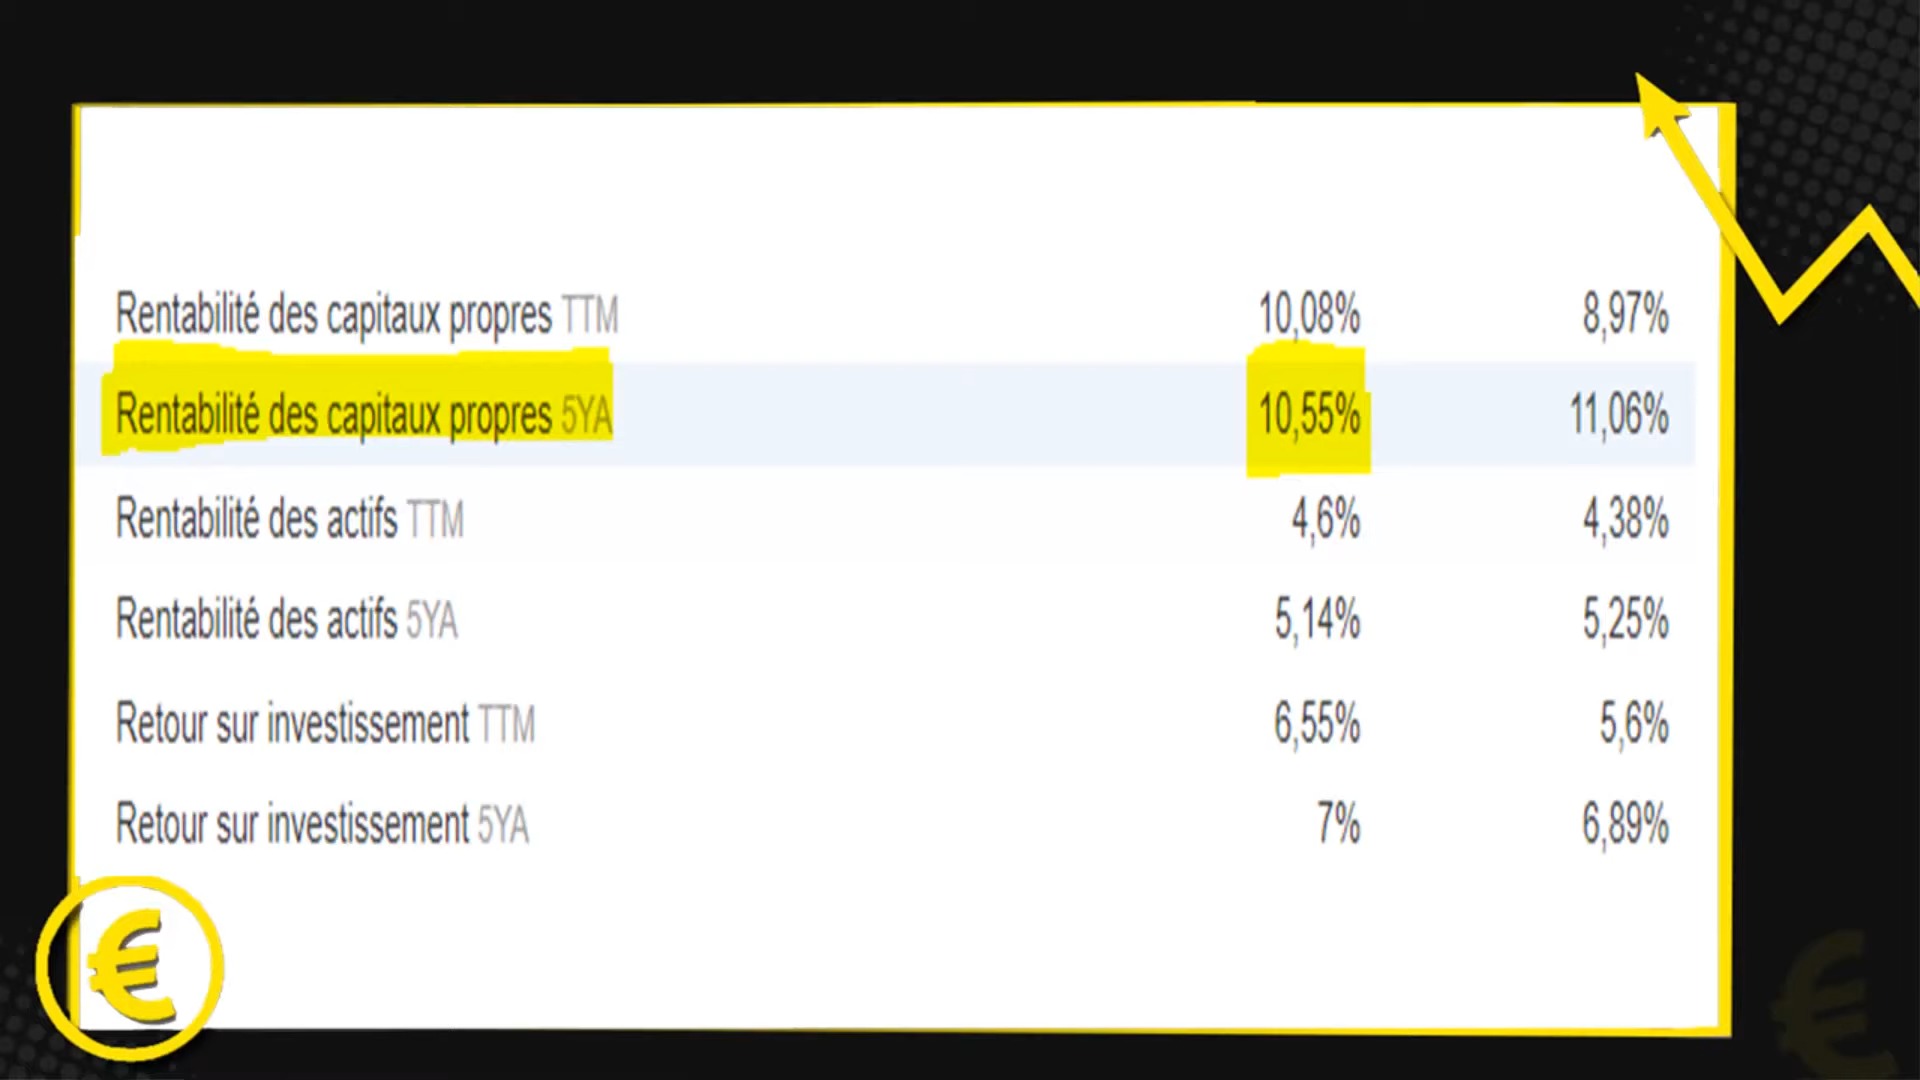 Rentabilité des capitaux propres TTM 10,08% 8,97%
Rentabilité des capitaux propres 5YA 10,55% 11,06%
Rentabilité des actifs TTM 4,6% 4,38%
Rentabilité des actifs 5YA 5,14% 5,25%
Retour sur investissement TTM 6,55% 5,6%
Retour sur investissement 5YA 7% 6,89%
€
€